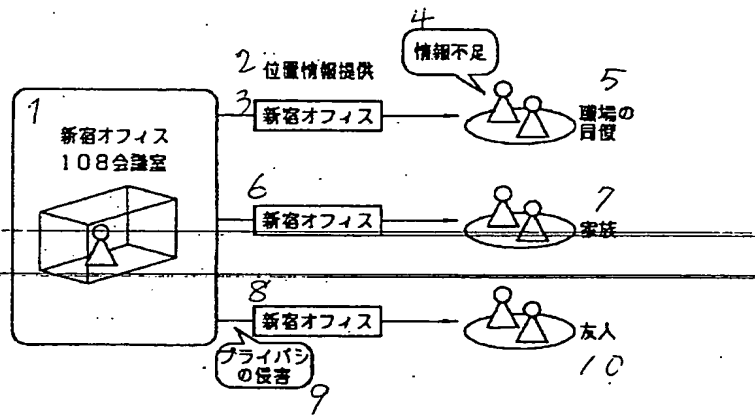 4
情報不足
2 位置情報提供
1
3 新宿オフィス
5
職場の
同僚
新宿オフィス
108会議室
6
新宿オフィス
7
家族
8
新宿オフィス
友人
10
プライバシ
の侵害
9